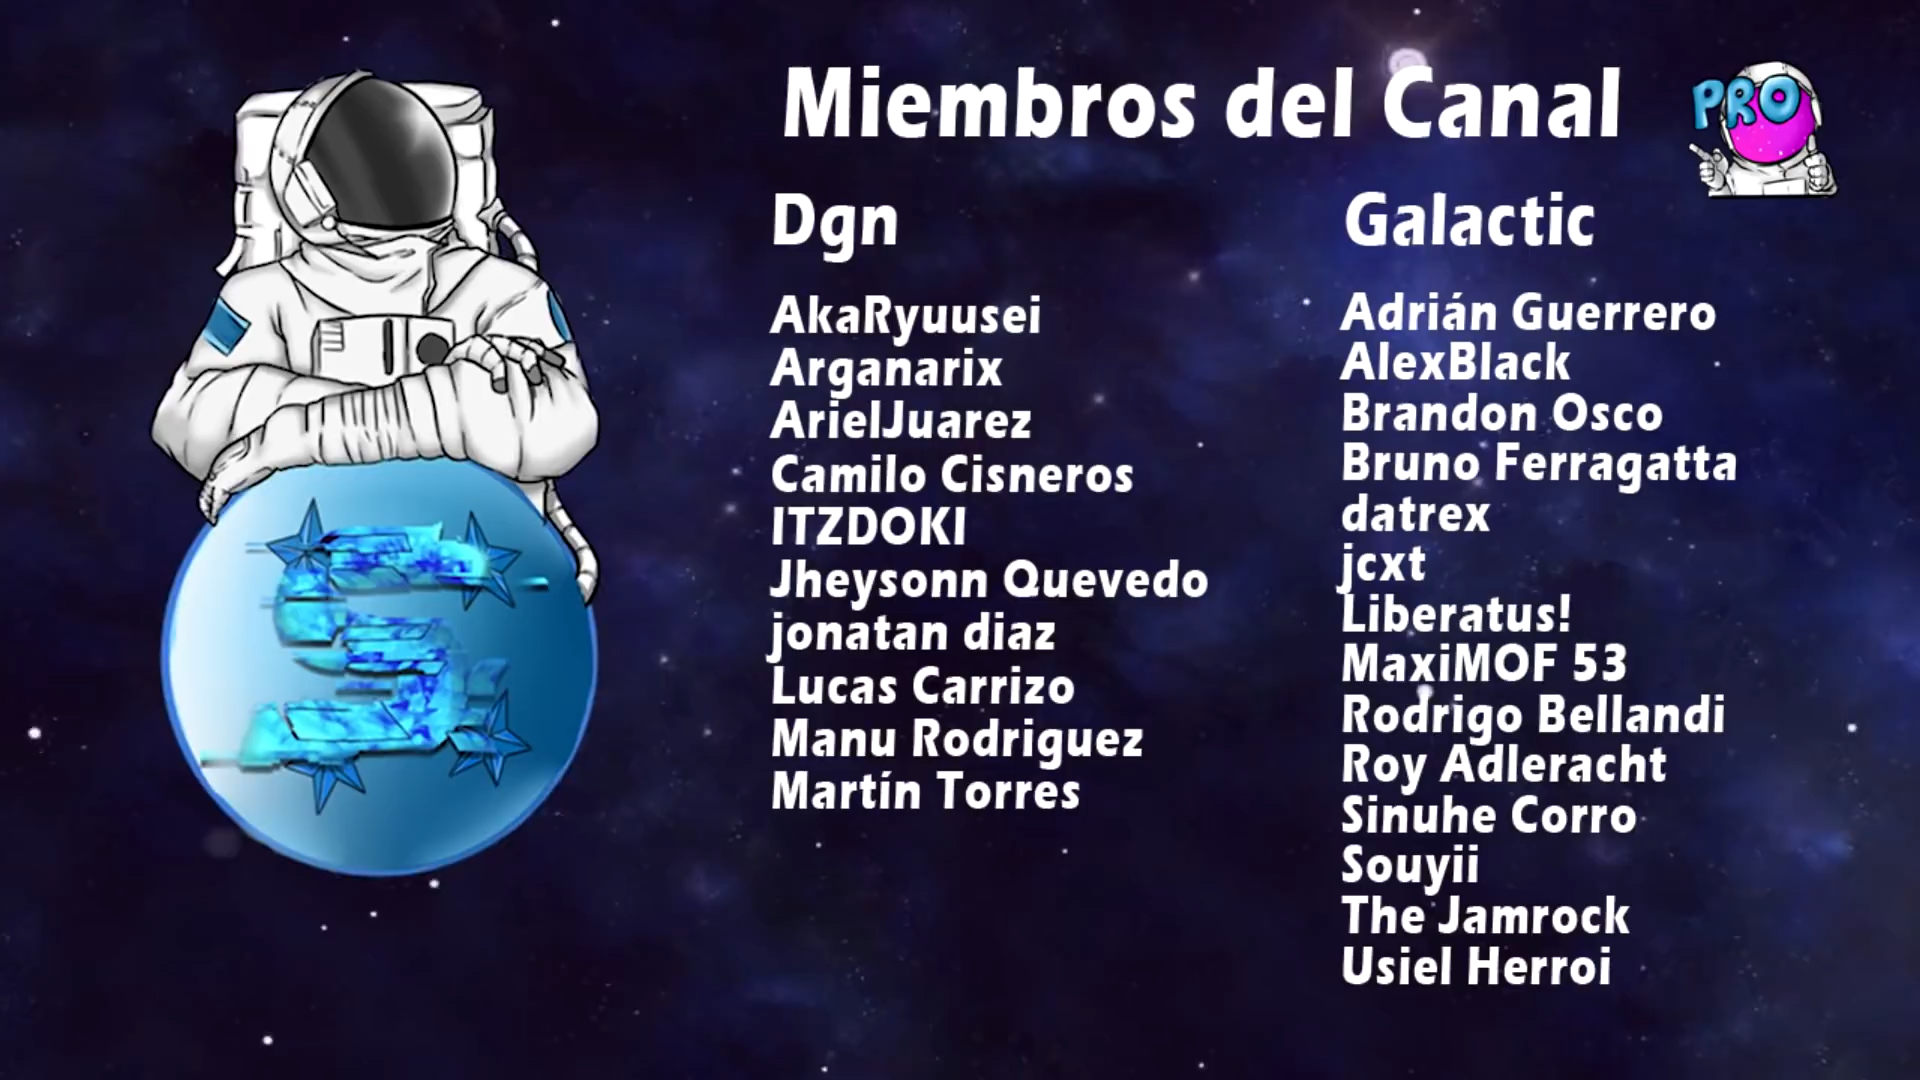 Miembros del Canal
PRO
Dgn
AkaRyuusei
Arganarix
ArielJuarez
Camilo Cisneros
ITZDOKI
Jheysonn Quevedo
jonatan diaz
Lucas Carrizo
Manu Rodriguez
Martín Torres
Galactic
Adrián Guerrero
AlexBlack
Brandon Osco
Bruno Ferragatta
datrex
jcxt
Liberatus!
MaxiMOF 53
Rodrigo Bellandi
Roy Adleracht
Sinuhe Corro
Souyii
The Jamrock
Usiel Herroi
S